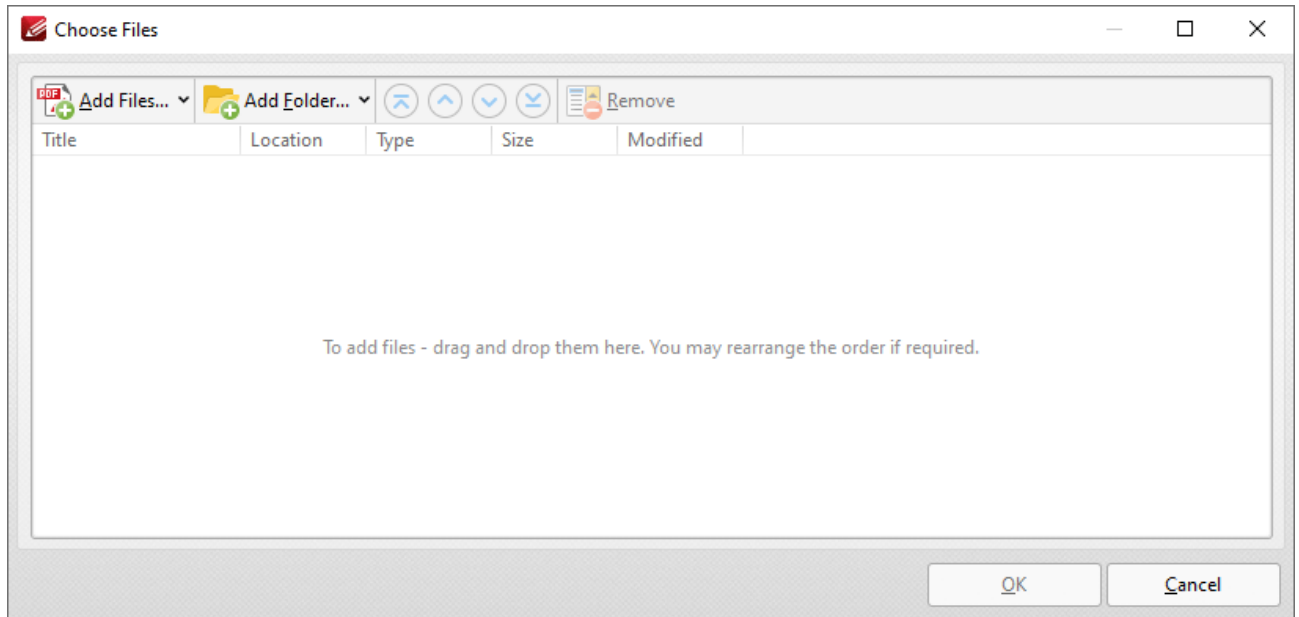 Choose Files
PDF Add Files... Add Folder... Remove
Title Location Type Size Modified
To add files - drag and drop them here. You may rearrange the order if required.
OK Cancel